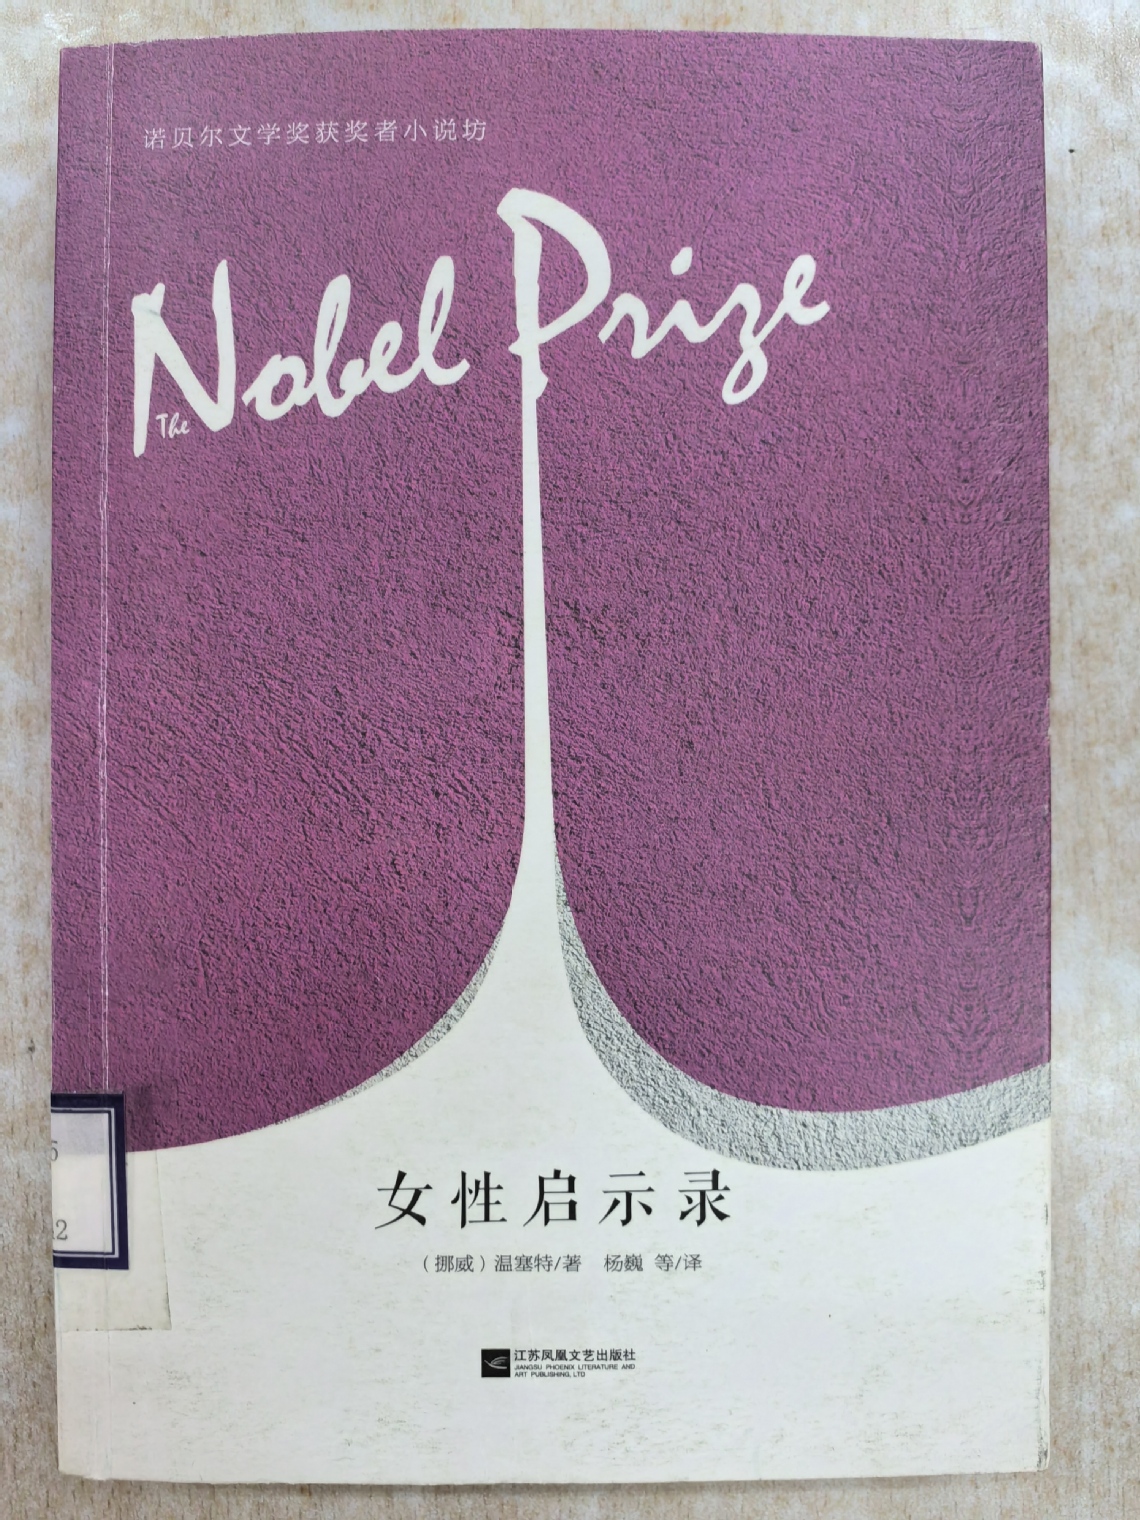 诺贝尔文学奖获奖者小说坊
The Nobel Prize
女性启示录
（挪威）温塞特/著 杨巍 等/译
江苏凤凰文艺出版社
JIANGSU PHOENIX LITERATURE AND
ART PUBLISHING, LTD
5
2